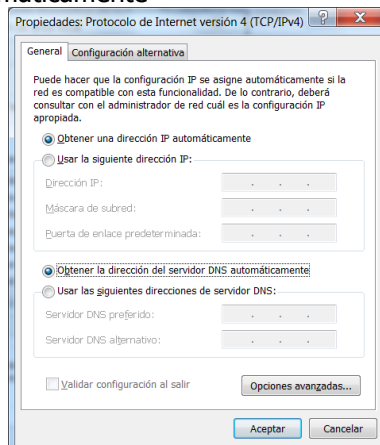 Propiedades: Protocolo de Internet versión 4 (TCP/IPv4)
General Configuración alternativa
Puede hacer que la configuración IP se asigne automáticamente si la
red es compatible con esta funcionalidad. De lo contrario, deberá
consultar con el administrador de red cuál es la configuración IP
apropiada.
Obtener una dirección IP automáticamente
Usar la siguiente dirección IP:
Dirección IP:
Máscara de subred:
Puerta de enlace predeterminada:
Obtener la dirección del servidor DNS automáticamente
Usar las siguientes direcciones de servidor DNS:
Servidor DNS preferido:
Servidor DNS alternativo:
Validar configuración al salir
Opciones avanzadas...
Aceptar Cancelar